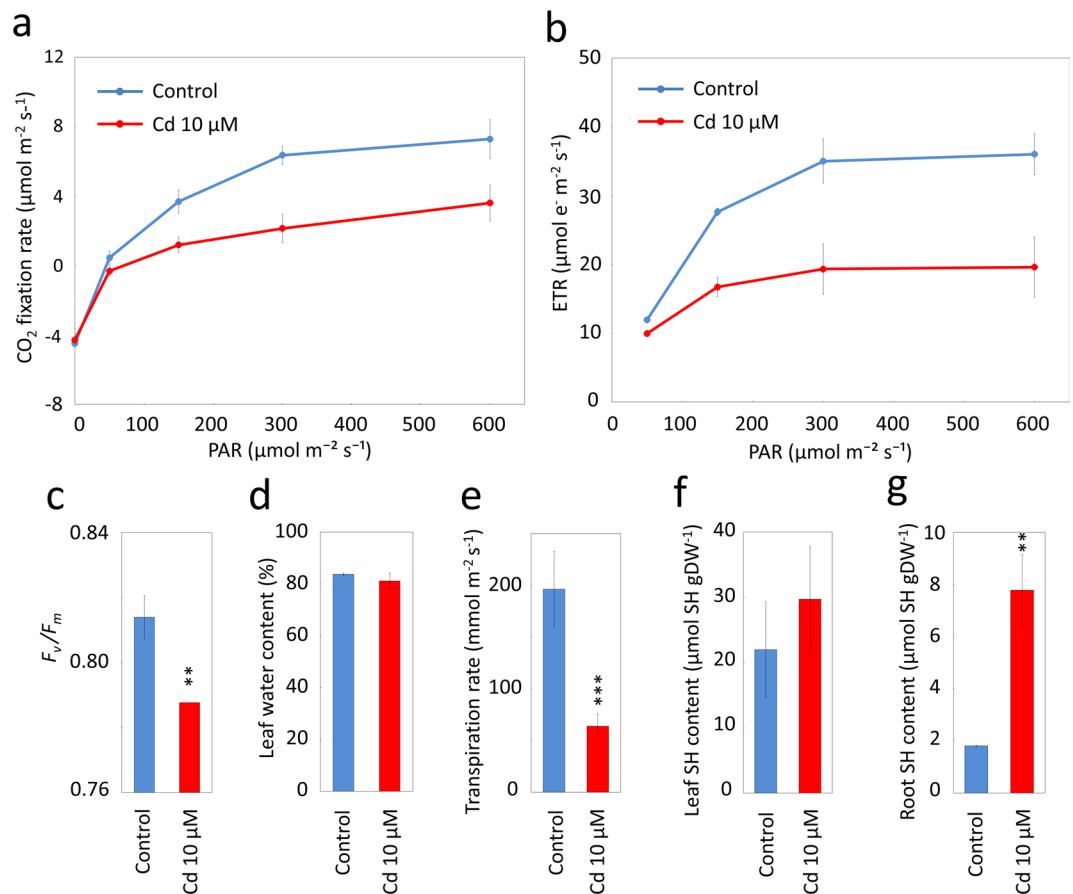 a
CO₂ fixation rate (µmol m⁻² s⁻¹)
12
8
4
0
-4
-8
Control
Cd 10 µM
0 100 200 300 400 500 600
PAR (µmol m⁻² s⁻¹)
b
ETR (µmol e⁻ m⁻² s⁻¹)
50
40
30
20
10
0
Control
Cd 10 µM
0 100 200 300 400 500 600
PAR (µmol m⁻² s⁻¹)
c
Fv/Fm
0.84
0.80
0.76
**
Control
Cd 10 µM
d
Leaf water content (%)
100
80
60
40
20
0
Control
Cd 10 µM
e
Transpiration rate (mmol m⁻² s⁻¹)
200
100
0
***
Control
Cd 10 µM
f
Leaf SH content (µmol SH gDW⁻¹)
40
30
20
10
0
Control
Cd 10 µM
g
Root SH content (µmol SH gDW⁻¹)
10
8
6
4
2
0
**
Control
Cd 10 µM